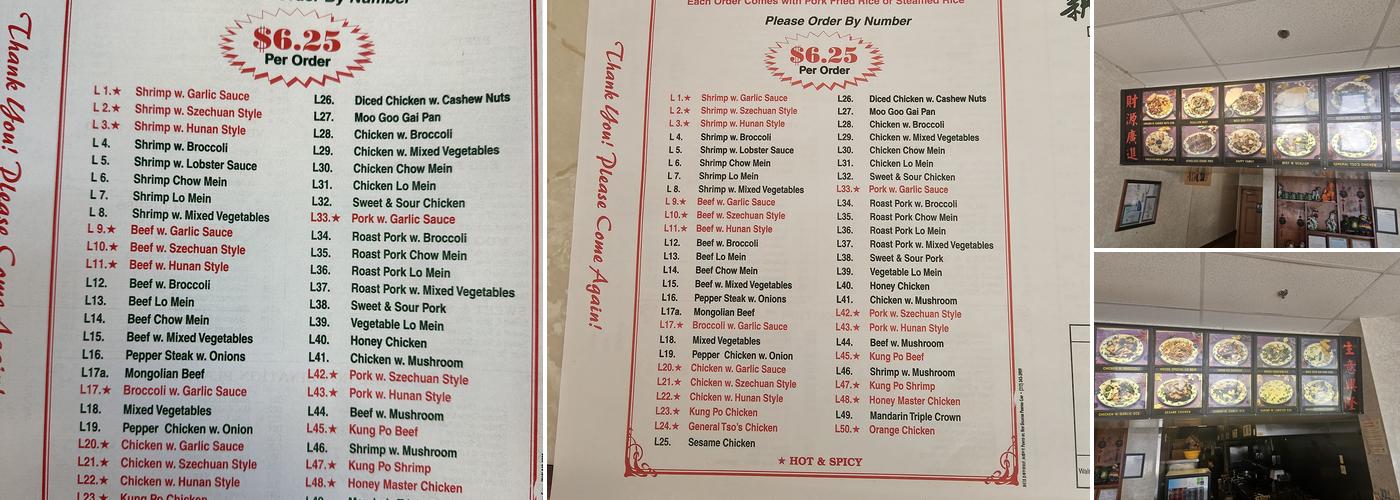 Order By Number
$6.25
Per Order
Thank You! Please Come Again!
L 1.★ Shrimp w. Garlic Sauce
L 2.★ Shrimp w. Szechuan Style
L 3.★ Shrimp w. Hunan Style
L 4. Shrimp w. Broccoli
L 5. Shrimp w. Lobster Sauce
L 6. Shrimp Chow Mein
L 7. Shrimp Lo Mein
L 8. Shrimp w. Mixed Vegetables
L 9.★ Beef w. Garlic Sauce
L10.★ Beef w. Szechuan Style
L11.★ Beef w. Hunan Style
L12. Beef w. Broccoli
L13. Beef Lo Mein
L14. Beef Chow Mein
L15. Beef w. Mixed Vegetables
L16. Pepper Steak w. Onions
L17a. Mongolian Beef
L17.★ Broccoli w. Garlic Sauce
L18. Mixed Vegetables
L19. Pepper Chicken w. Onion
L20.★ Chicken w. Garlic Sauce
L21.★ Chicken w. Szechuan Style
L22.★ Chicken w. Hunan Style
L23.★ Kung Po Chicken
L26. Diced Chicken w. Cashew Nuts
L27. Moo Goo Gai Pan
L28. Chicken w. Broccoli
L29. Chicken w. Mixed Vegetables
L30. Chicken Chow Mein
L31. Chicken Lo Mein
L32. Sweet & Sour Chicken
L33.★ Pork w. Garlic Sauce
L34. Roast Pork w. Broccoli
L35. Roast Pork Chow Mein
L36. Roast Pork Lo Mein
L37. Roast Pork w. Mixed Vegetables
L38. Sweet & Sour Pork
L39. Vegetable Lo Mein
L40. Honey Chicken
L41. Chicken w. Mushroom
L42.★ Pork w. Szechuan Style
L43.★ Pork w. Hunan Style
L44. Beef w. Mushroom
L45.★ Kung Po Beef
L46. Shrimp w. Mushroom
L47.★ Kung Po Shrimp
L48.★ Honey Master Chicken
Each Order Comes with Pork Fried Rice or Steamed Rice
Please Order By Number
$6.25
Per Order
Thank You! Please Come Again!
L 1.★ Shrimp w. Garlic Sauce
L 2.★ Shrimp w. Szechuan Style
L 3.★ Shrimp w. Hunan Style
L 4. Shrimp w. Broccoli
L 5. Shrimp w. Lobster Sauce
L 6. Shrimp Chow Mein
L 7. Shrimp Lo Mein
L 8. Shrimp w. Mixed Vegetables
L 9.★ Beef w. Garlic Sauce
L10.★ Beef w. Szechuan Style
L11.★ Beef w. Hunan Style
L12. Beef w. Broccoli
L13. Beef Lo Mein
L14. Beef Chow Mein
L15. Beef w. Mixed Vegetables
L16. Pepper Steak w. Onions
L17a. Mongolian Beef
L17.★ Broccoli w. Garlic Sauce
L18. Mixed Vegetables
L19. Pepper Chicken w. Onion
L20.★ Chicken w. Garlic Sauce
L21.★ Chicken w. Szechuan Style
L22.★ Chicken w. Hunan Style
L23.★ Kung Po Chicken
L24.★ General Tso's Chicken
L25. Sesame Chicken
L26. Diced Chicken w. Cashew Nuts
L27. Moo Goo Gai Pan
L28. Chicken w. Broccoli
L29. Chicken w. Mixed Vegetables
L30. Chicken Chow Mein
L31. Chicken Lo Mein
L32. Sweet & Sour Chicken
L33.★ Pork w. Garlic Sauce
L34. Roast Pork w. Broccoli
L35. Roast Pork Chow Mein
L36. Roast Pork Lo Mein
L37. Roast Pork w. Mixed Vegetables
L38. Sweet & Sour Pork
L39. Vegetable Lo Mein
L40. Honey Chicken
L41. Chicken w. Mushroom
L42.★ Pork w. Szechuan Style
L43.★ Pork w. Hunan Style
L44. Beef w. Mushroom
L45.★ Kung Po Beef
L46. Shrimp w. Mushroom
L47.★ Kung Po Shrimp
L48.★ Honey Master Chicken
L49. Mandarin Triple Crown
L50.★ Orange Chicken
★ HOT & SPICY
財源廣進
HAPPY FAMILY
GENERAL TSO'S CHICKEN
生意興隆
SESAME CHICKEN